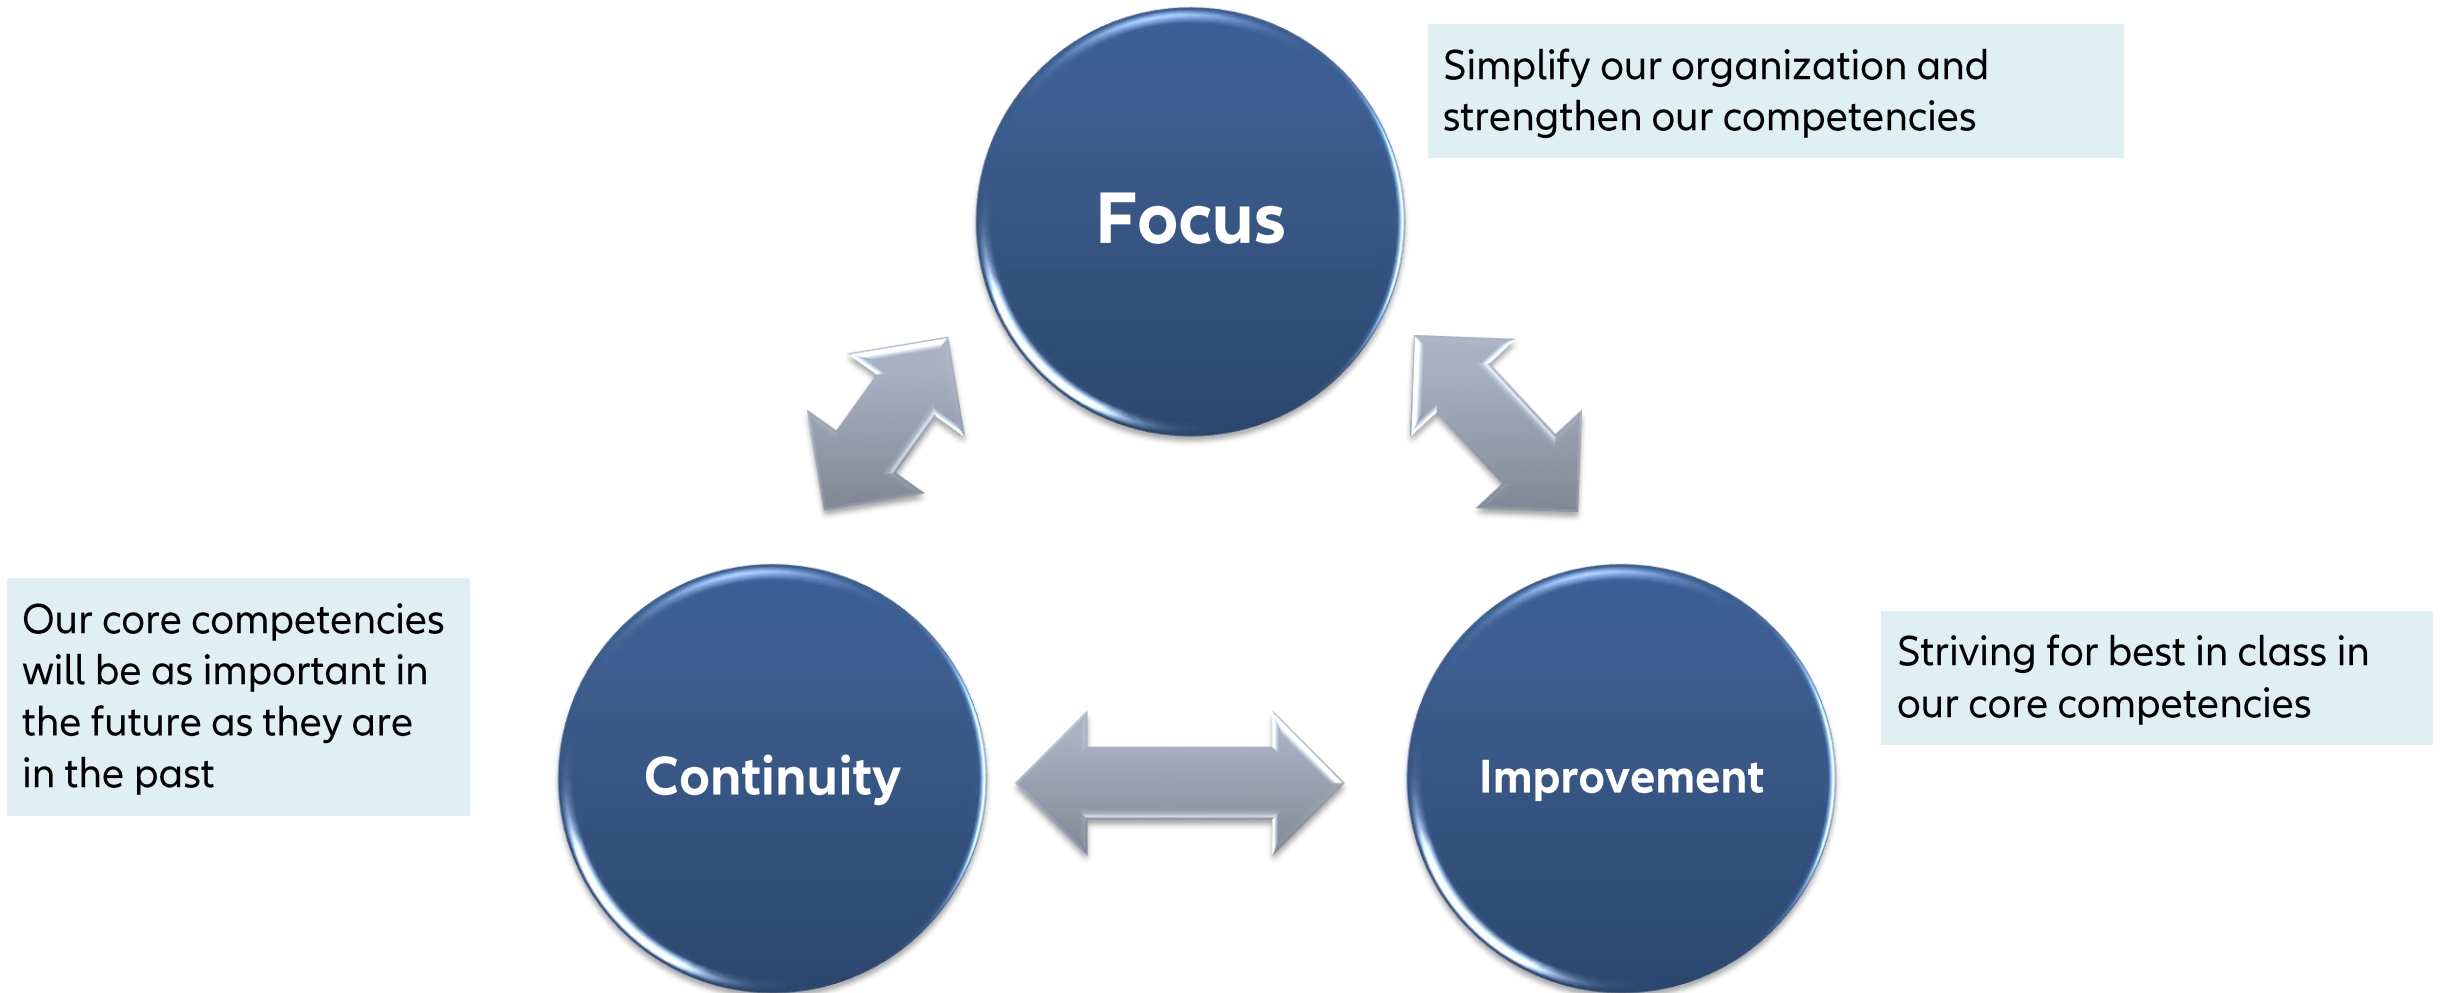 Simplify our organization and
strengthen our competencies
Focus
Our core competencies
will be as important in
the future as they are
in the past
Continuity
Improvement
Striving for best in class in
our core competencies